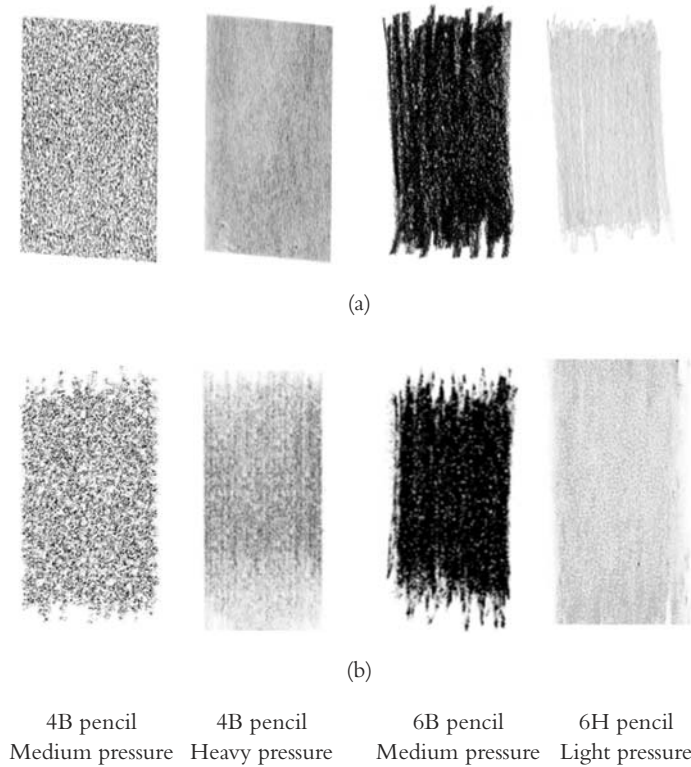 (a)
(b)
4B pencil 4B pencil 6B pencil 6H pencil
Medium pressure Heavy pressure Medium pressure Light pressure